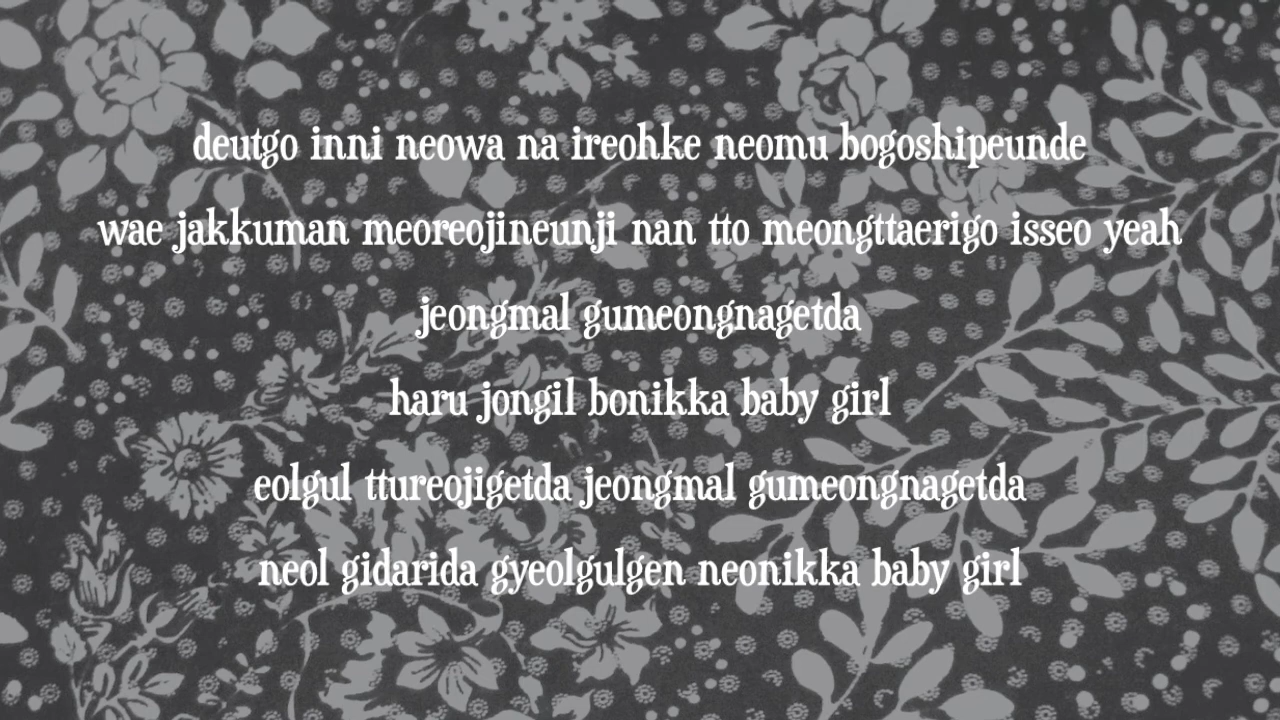 deutgo inni neowa na ireohke neomu bogoshipeunde
wae jakkuman meoreojineunji nan tto meongttaerigo isseo yeah
jeongmal gumeongnagetda
haru jongil bonikka baby girl
eolgul ttureojigetda jeongmal gumeongnagetda
neol gidarida gyeolgulgen neonikka baby girl